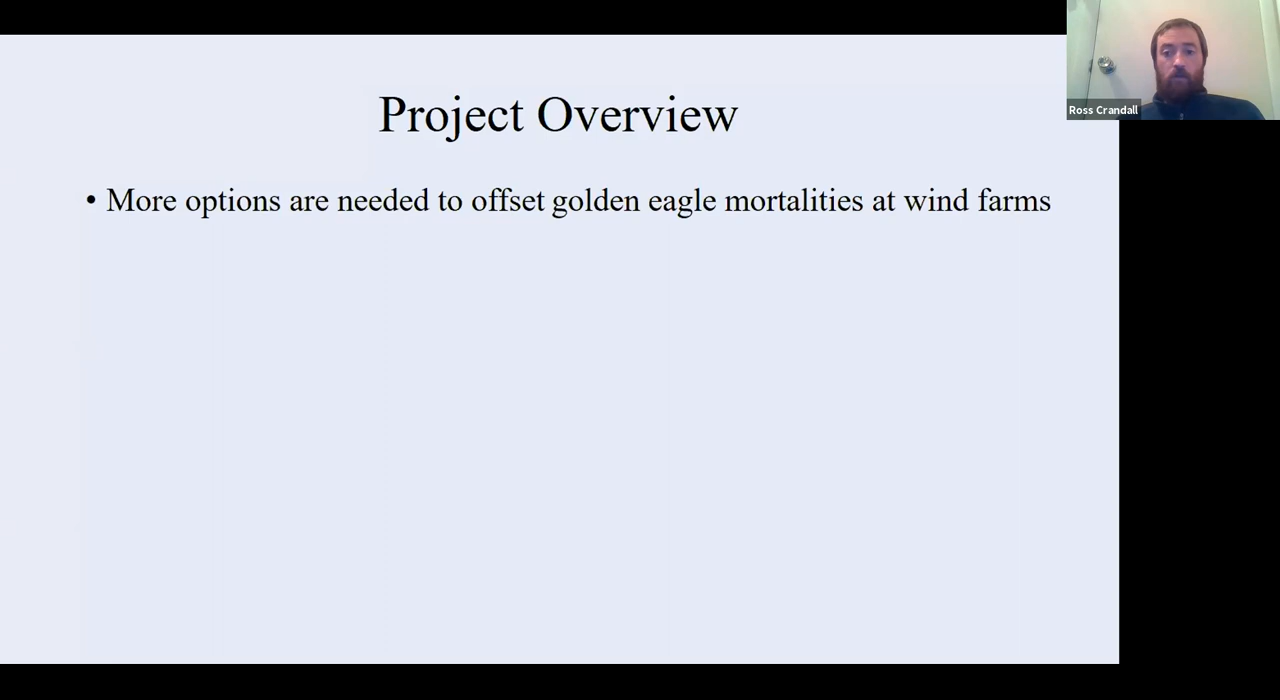 Project Overview
• More options are needed to offset golden eagle mortalities at wind farms
Ross Crandall